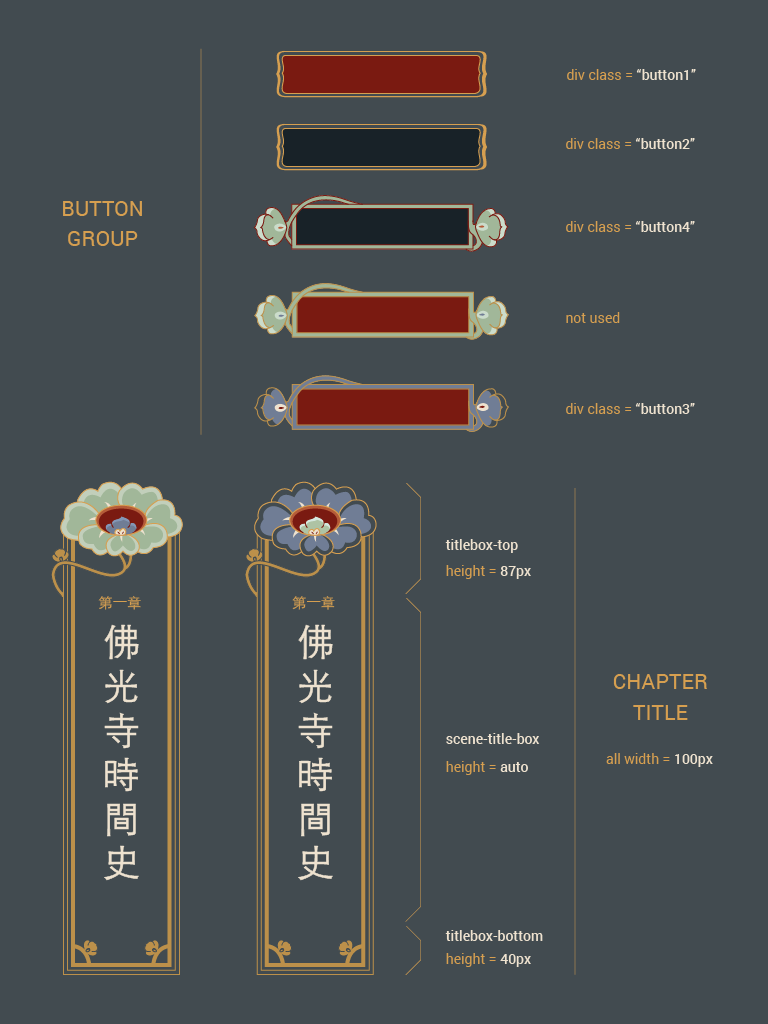 BUTTON
GROUP
div class = “button1”
div class = “button2”
div class = “button4”
not used
div class = “button3”
第一章
佛光寺時間史
第一章
佛光寺時間史
titlebox-top
height = 87px
scene-title-box
height = auto
titlebox-bottom
height = 40px
CHAPTER
TITLE
all width = 100px